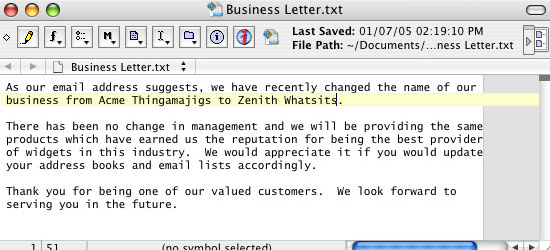 Business Letter.txt
Last Saved: 01/07/05 02:19:10 PM
File Path: ~/Documents/...ness Letter.txt
Business Letter.txt
As our email address suggests, we have recently changed the name of our
business from Acme Thingamajigs to Zenith Whatsits.
There has been no change in management and we will be providing the same
products which have earned us the reputation for being the best provider
of widgets in this industry.  We would appreciate it if you would update
your address books and email lists accordingly.
Thank you for being one of our valued customers.  We look forward to
serving you in the future.
1 51 (no symbol selected)